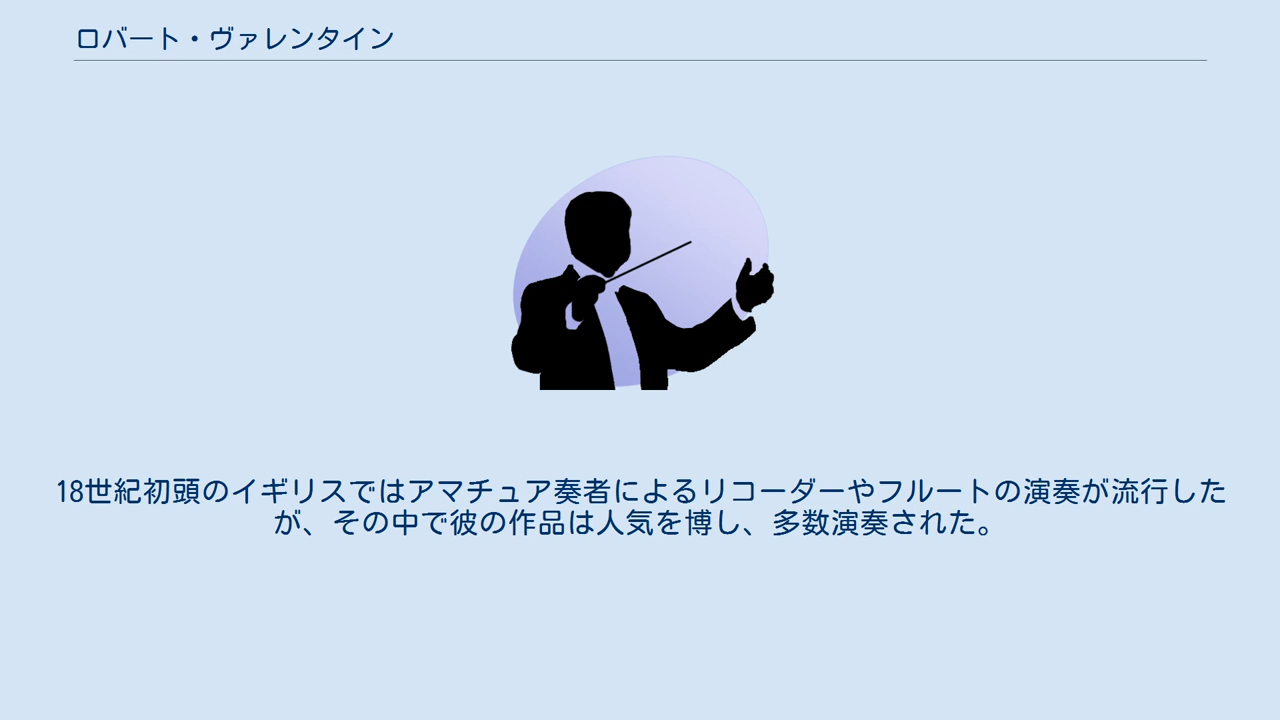 ロバート・ヴァレンタイン
18世紀初頭のイギリスではアマチュア奏者によるリコーダーやフルートの演奏が流行した
が、その中で彼の作品は人気を博し、多数演奏された。